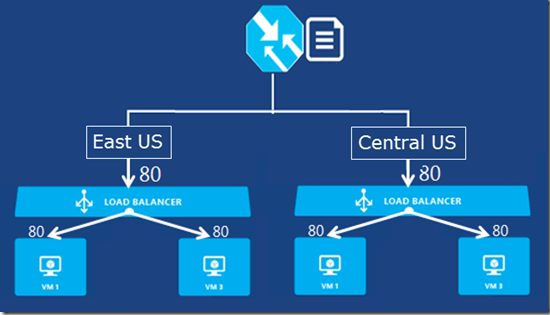 East US
Central US
80
80
LOAD BALANCER
LOAD BALANCER
80
80
80
80
VM 1
VM 3
VM 1
VM 3